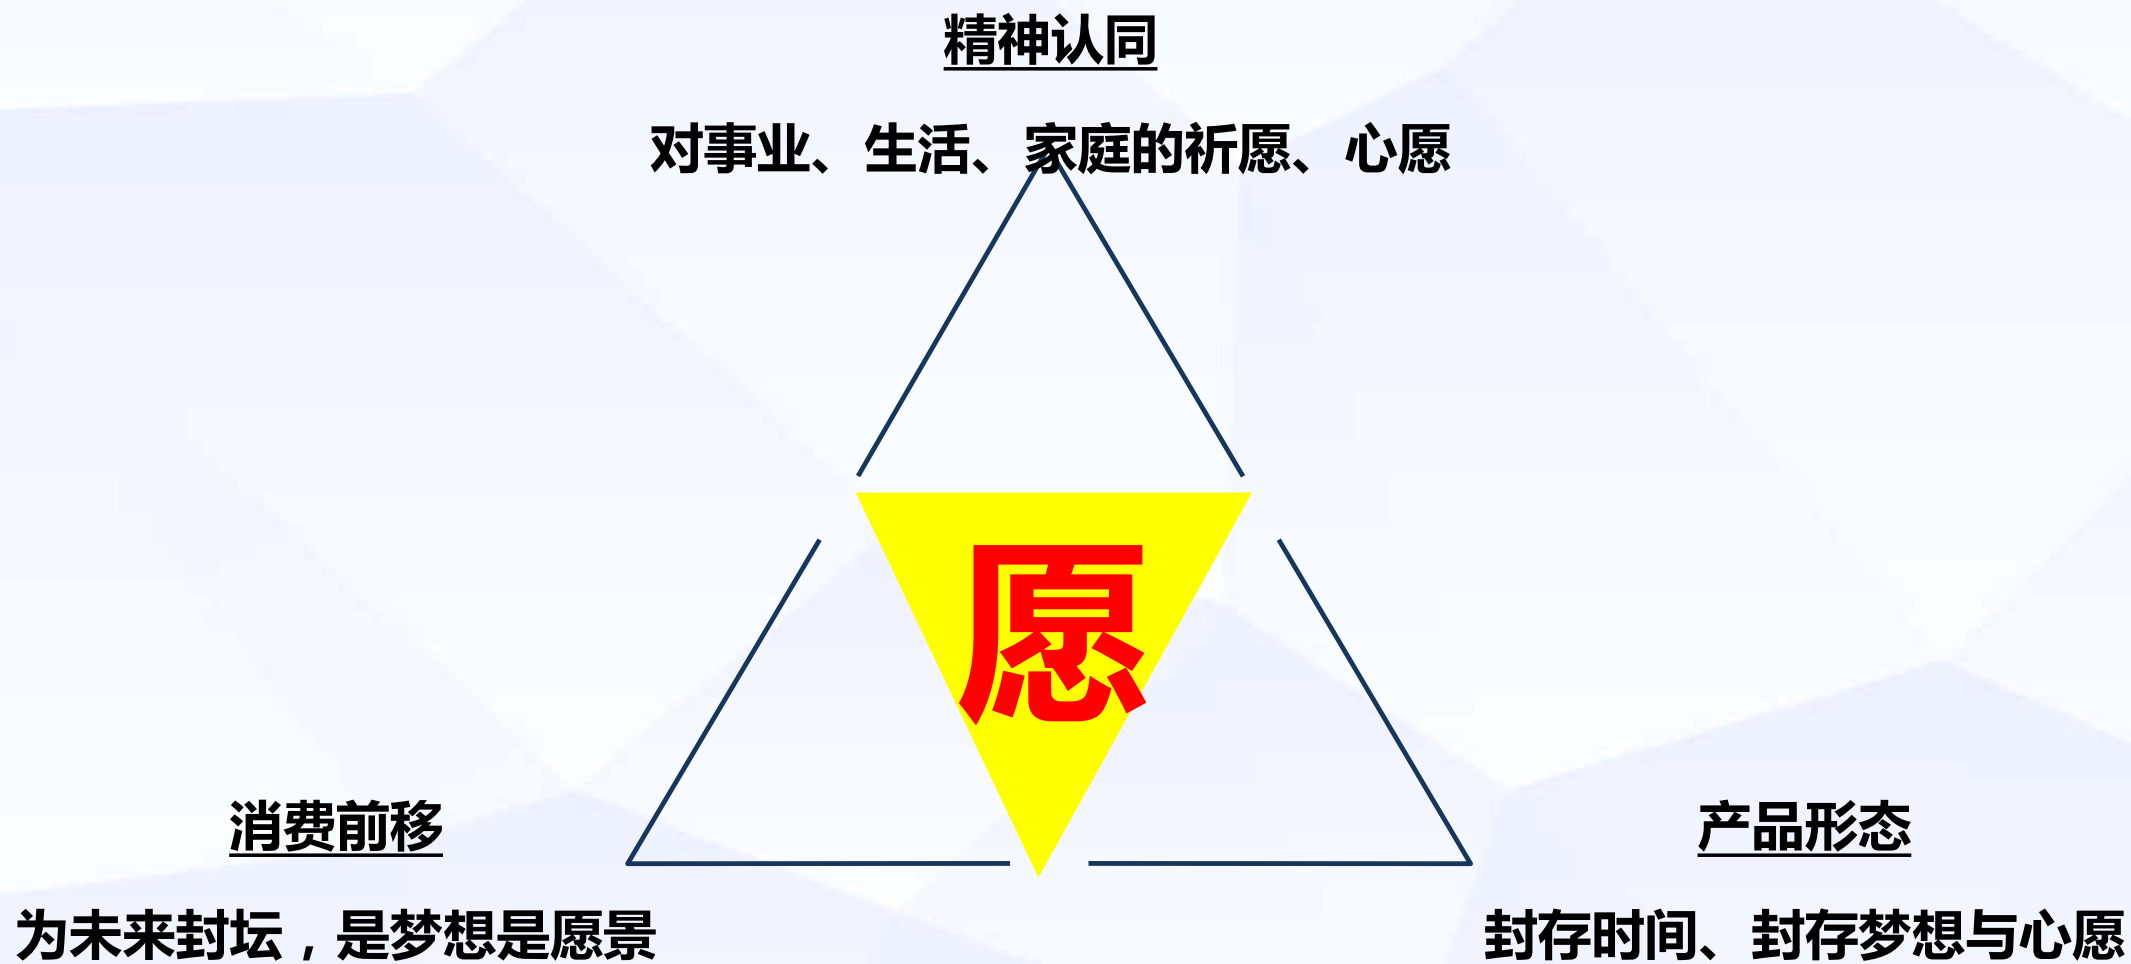 精神认同
对事业、生活、家庭的祈愿、心愿
愿
消费前移
为未来封坛，是梦想是愿景
产品形态
封存时间、封存梦想与心愿